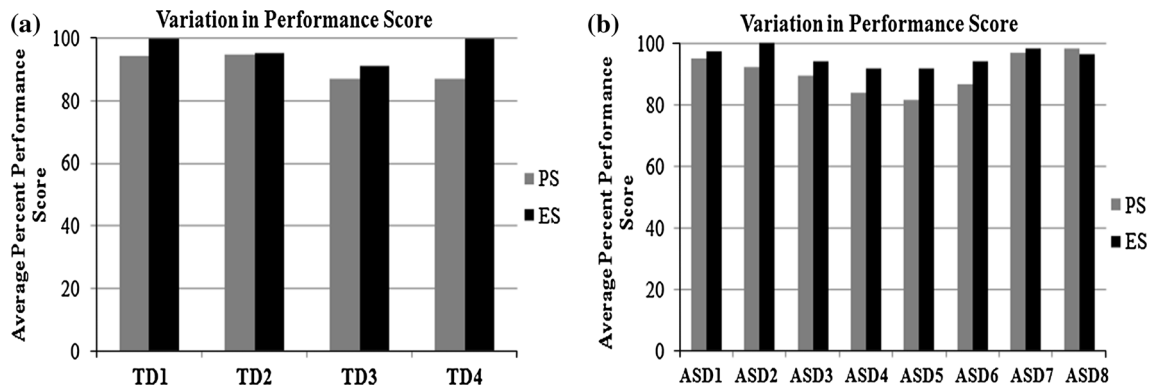 (a)
Variation in Performance Score
Average Percent Performance
Score
100
80
60
40
20
0
TD1 TD2 TD3 TD4
PS
ES
(b)
Variation in Performance Score
Average Percent Performance
Score
100
80
60
40
20
0
ASD1 ASD2 ASD3 ASD4 ASD5 ASD6 ASD7 ASD8
PS
ES